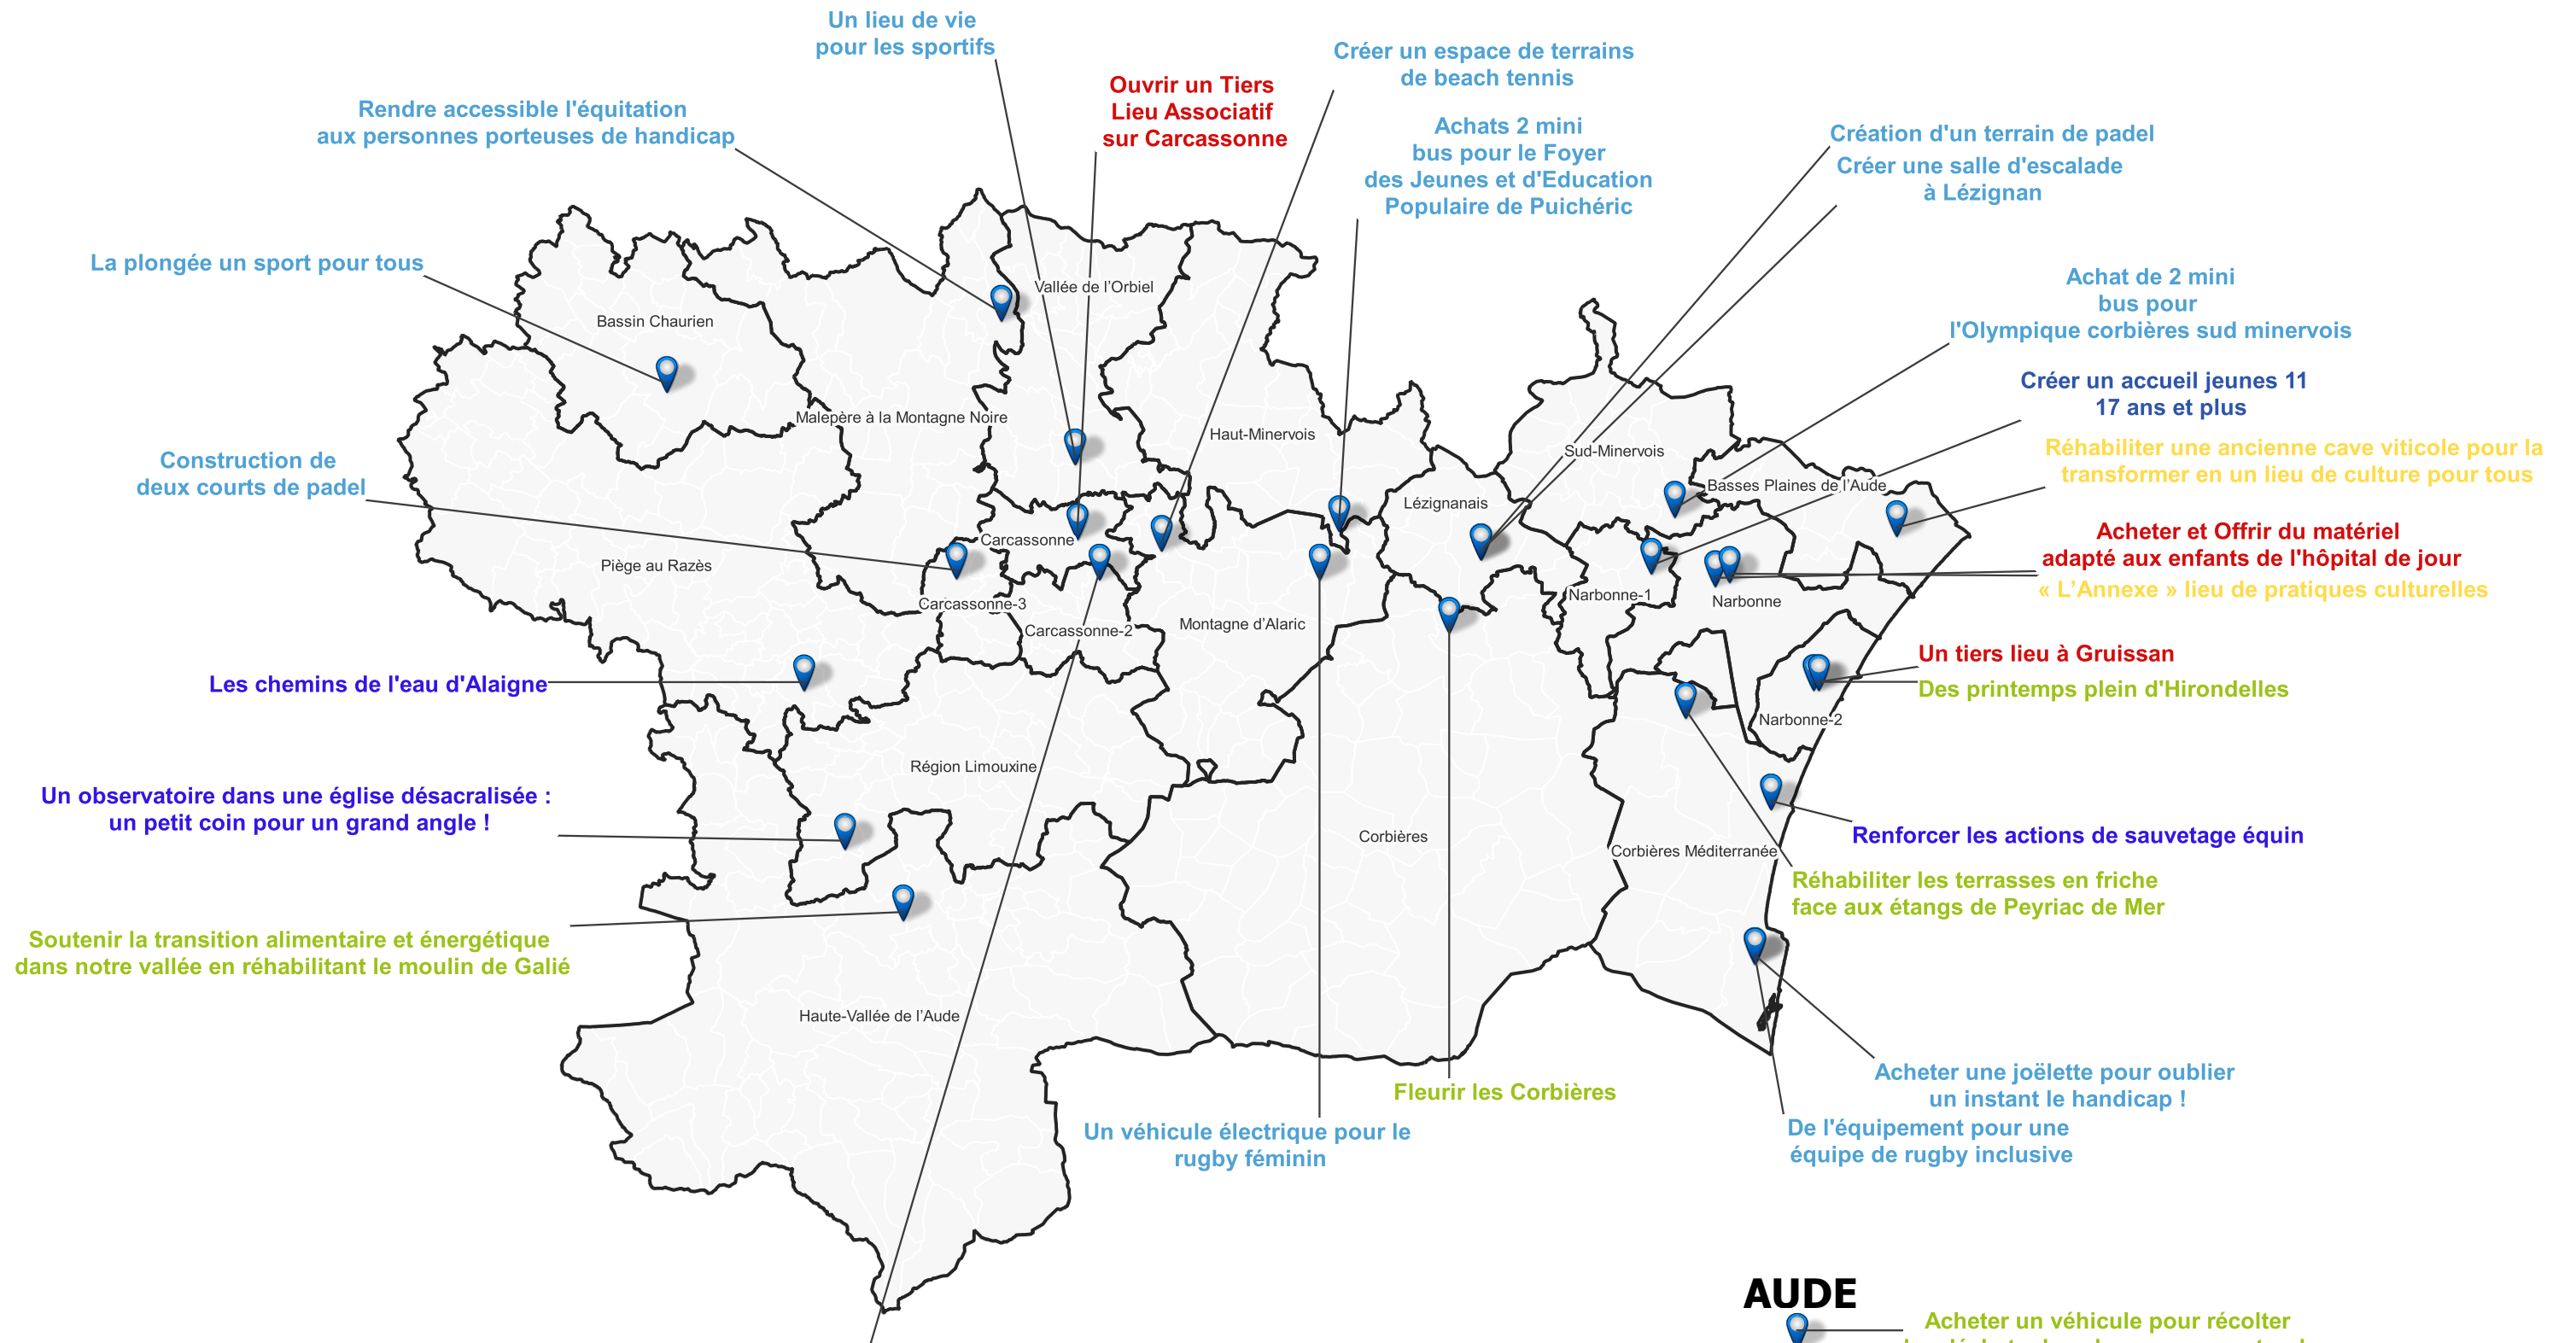 Un lieu de vie
pour les sportifs
Créer un espace de terrains
de beach tennis
Ouvrir un Tiers
Lieu Associatif
sur Carcassonne
Rendre accessible l'équitation
aux personnes porteuses de handicap
Achats 2 mini
bus pour le Foyer
des Jeunes et d'Education
Populaire de Puichéric
Création d'un terrain de padel
Créer une salle d'escalade
à Lézignan
La plongée un sport pour tous
Achat de 2 mini
bus pour
l'Olympique corbières sud minervois
Créer un accueil jeunes 11
17 ans et plus
Réhabiliter une ancienne cave viticole pour la
transformer en un lieu de culture pour tous
Construction de
deux courts de padel
Acheter et Offrir du matériel
adapté aux enfants de l'hôpital de jour
« L'Annexe » lieu de pratiques culturelles
Un tiers lieu à Gruissan
Des printemps plein d'Hirondelles
Les chemins de l'eau d'Alaigne
Un observatoire dans une église désacralisée :
un petit coin pour un grand angle !
Renforcer les actions de sauvetage équin
Réhabiliter les terrasses en friche
face aux étangs de Peyriac de Mer
Soutenir la transition alimentaire et énergétique
dans notre vallée en réhabilitant le moulin de Galié
Vallée de l'Orbiel
Bassin Chaurien
Malepère à la Montagne Noire
Haut-Minervois
Sud-Minervois
Basses Plaines de l'Aude
Lézignanais
Carcassonne
Piège au Razès
Carcassonne-3
Carcassonne-2
Montagne d'Alaric
Narbonne-1
Narbonne
Narbonne-2
Région Limouxine
Corbières
Corbières Méditerranée
Haute-Vallée de l'Aude
Fleurir les Corbières
Un véhicule électrique pour le
rugby féminin
Acheter une joëlette pour oublier
un instant le handicap !
De l'équipement pour une
équipe de rugby inclusive
AUDE
Acheter un véhicule pour récolter